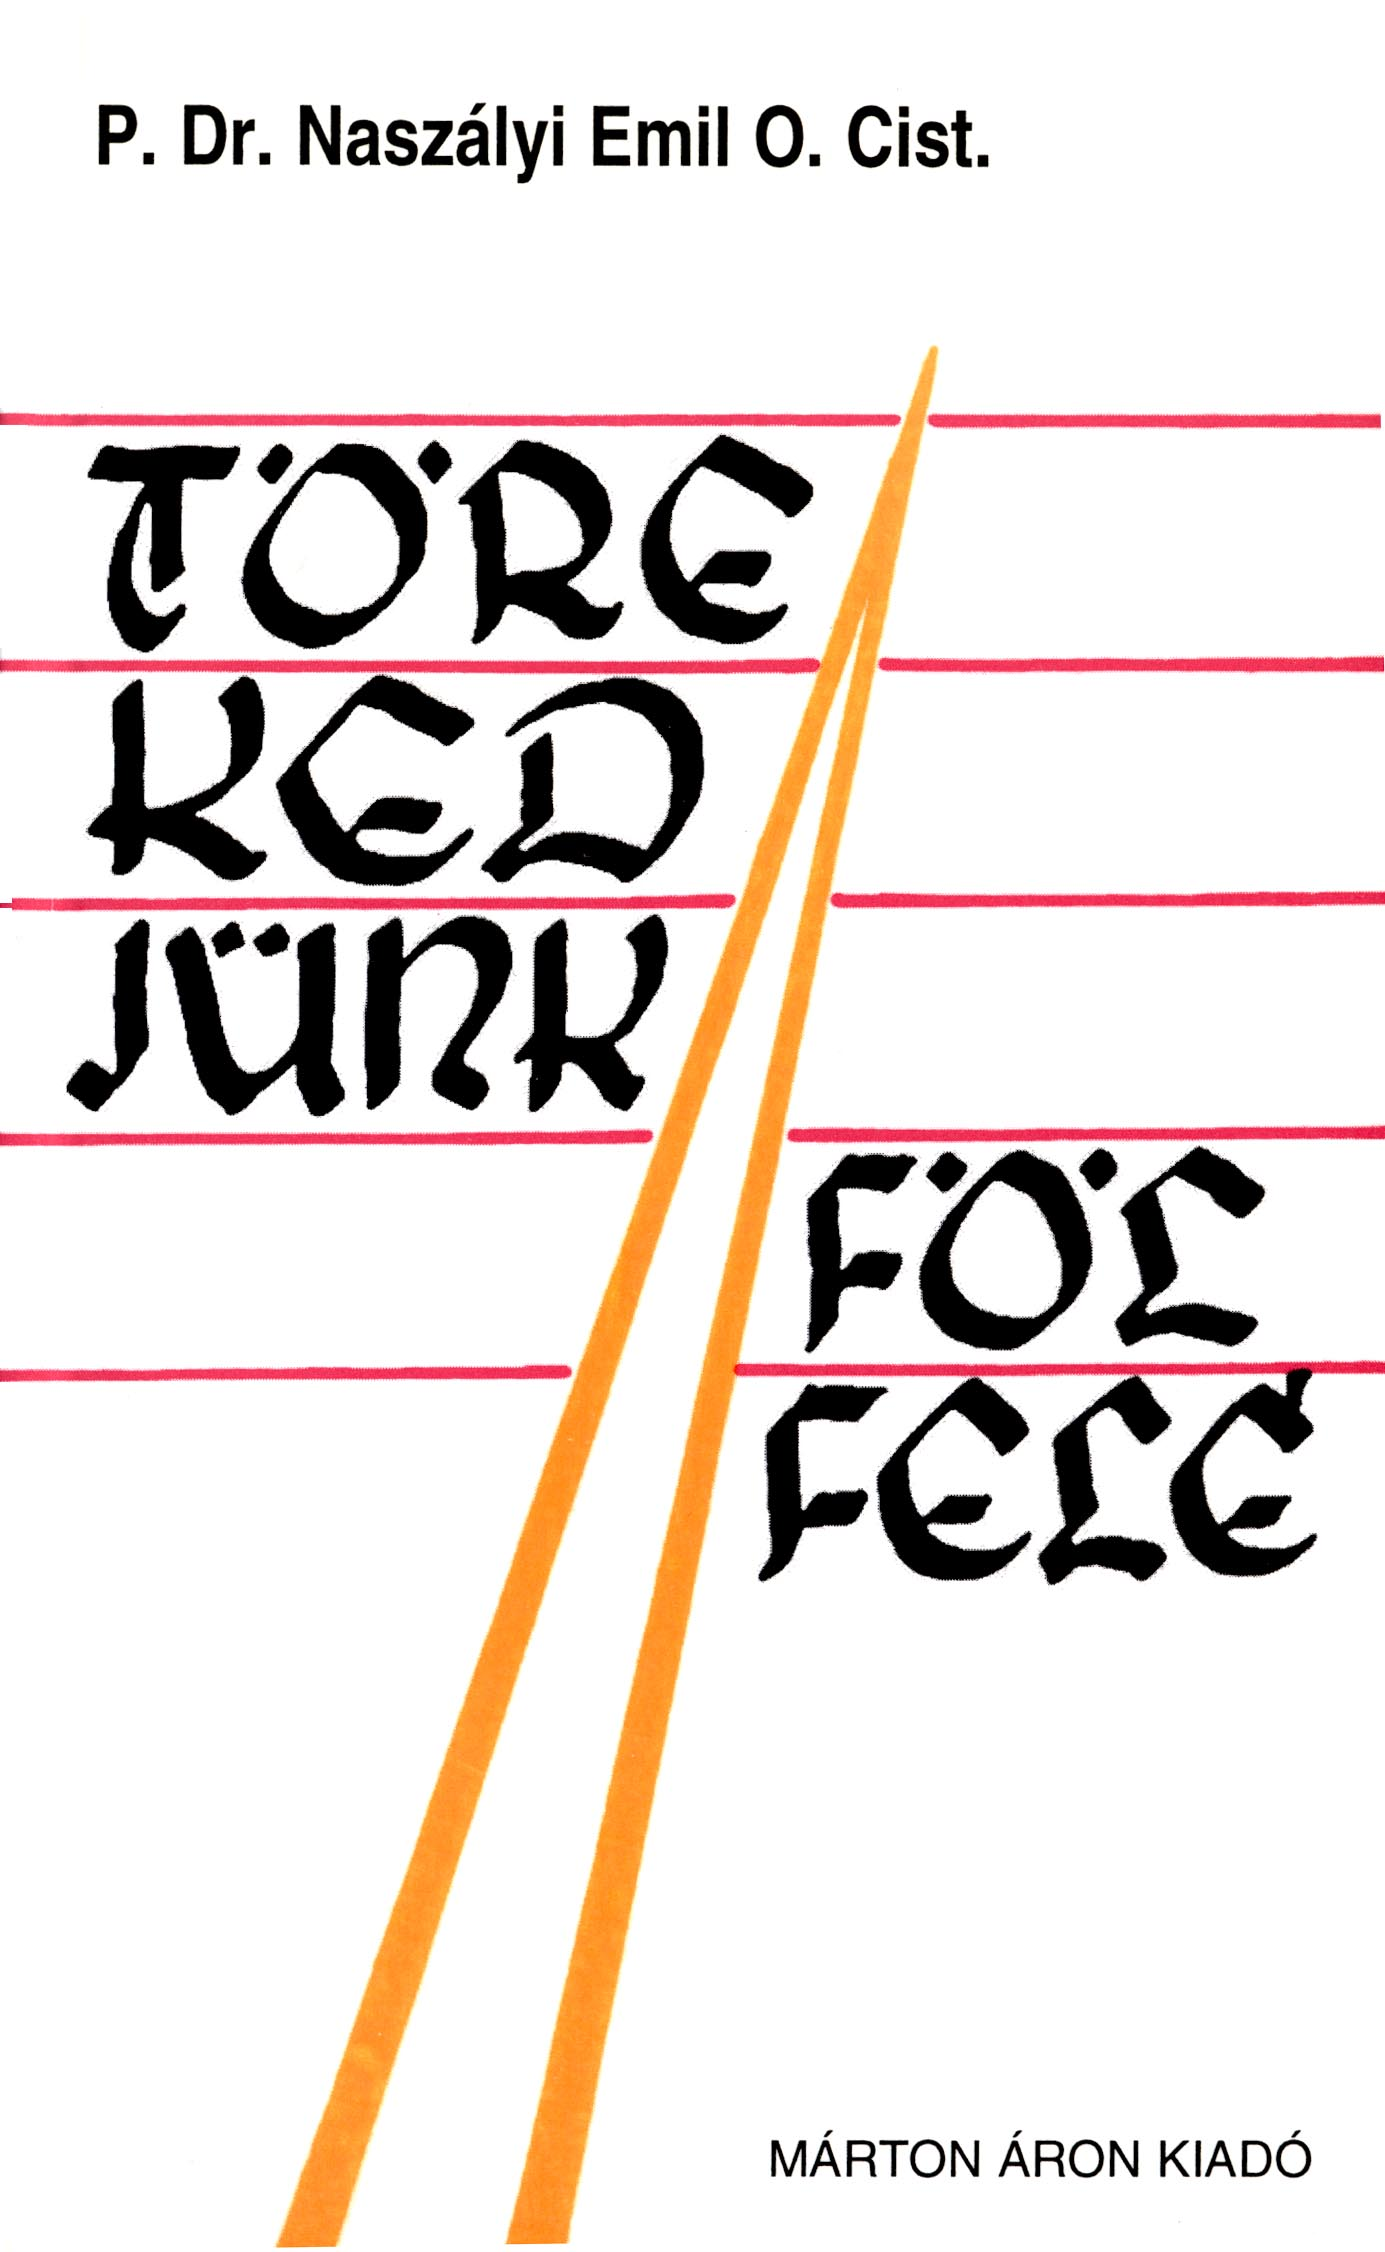 P. Dr. Naszályi Emil O. Cist.
TÖRE
KED
JÜNK
FÖL
FELÉ
MÁRTON ÁRON KIADÓ